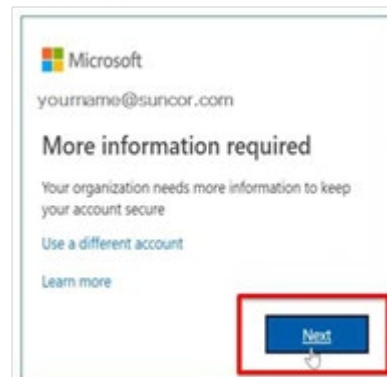 Microsoft
yourname@suncor.com
More information required
Your organization needs more information to keep
your account secure
Use a different account
Learn more
Next